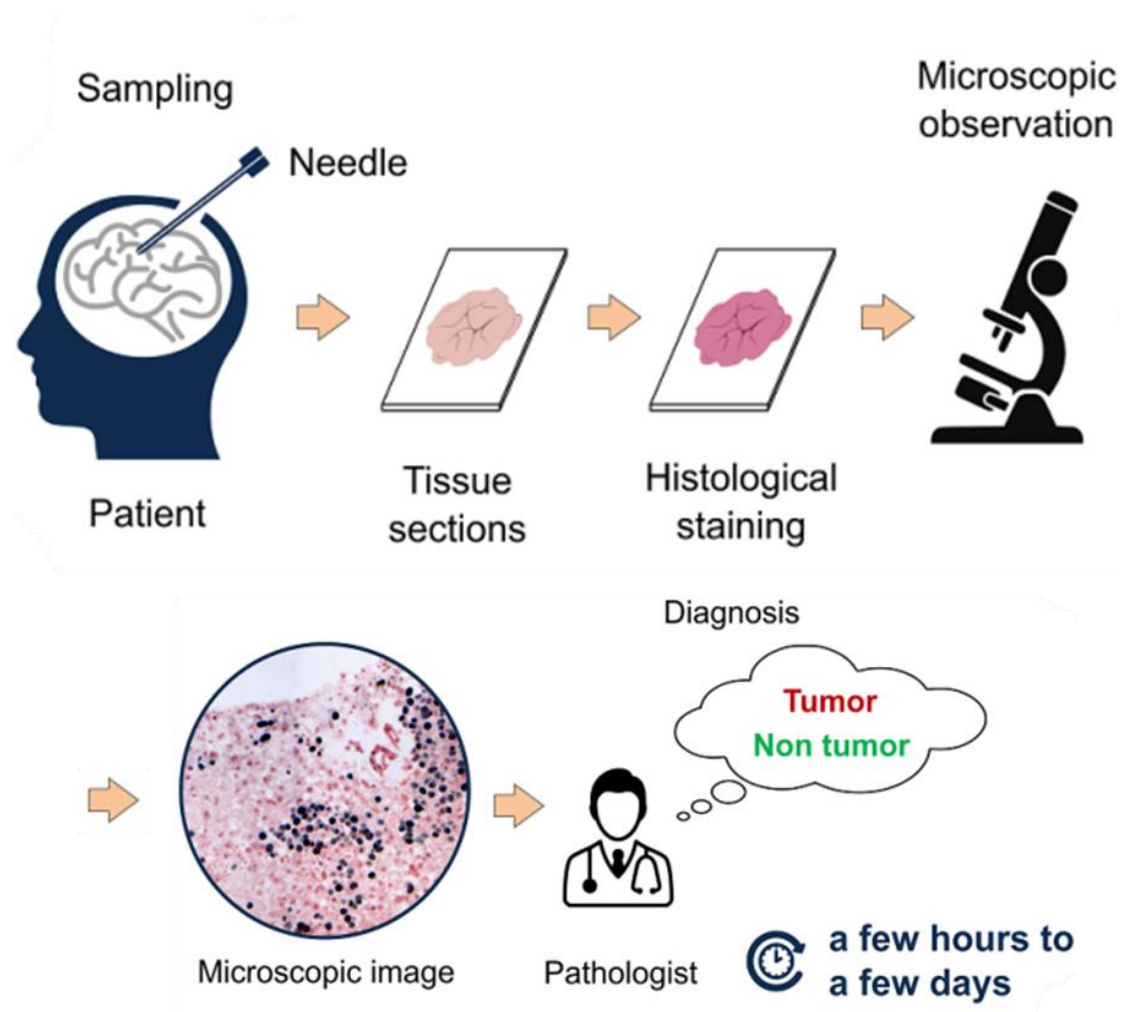 Sampling
Needle
Microscopic
observation
Patient
Tissue
sections
Histological
staining
Diagnosis
Tumor
Non tumor
Microscopic image
Pathologist
a few hours to
a few days